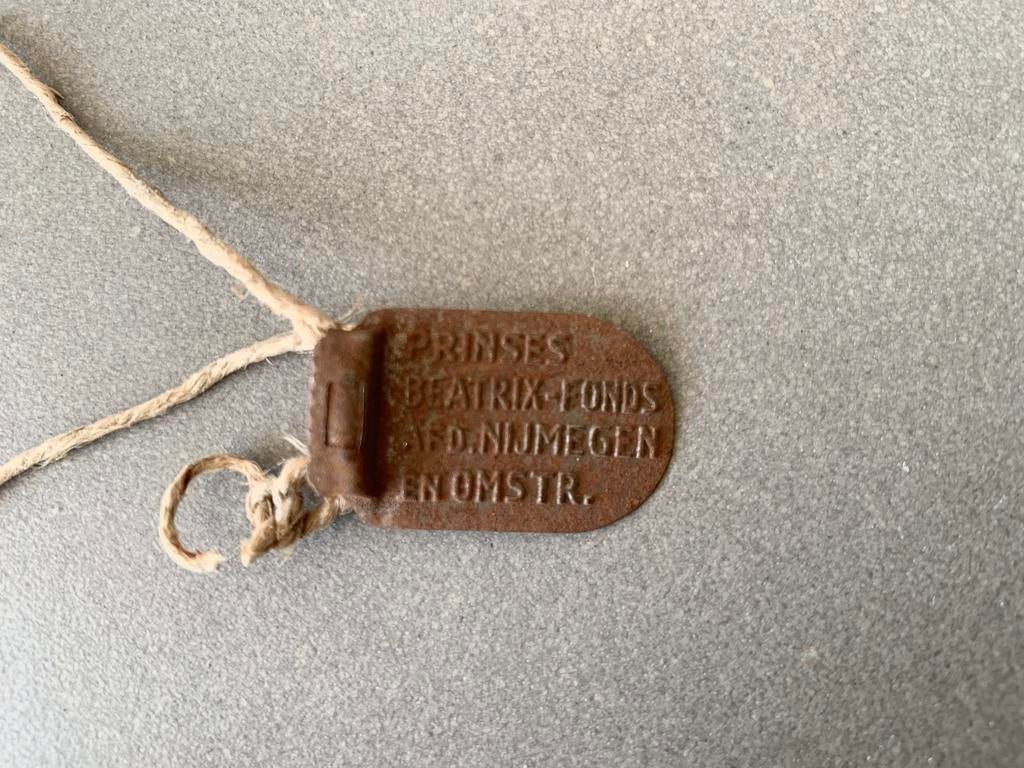 PRINSES
BEATRIX-FONDS
AFD. NIJMEGEN
EN OMSTR.